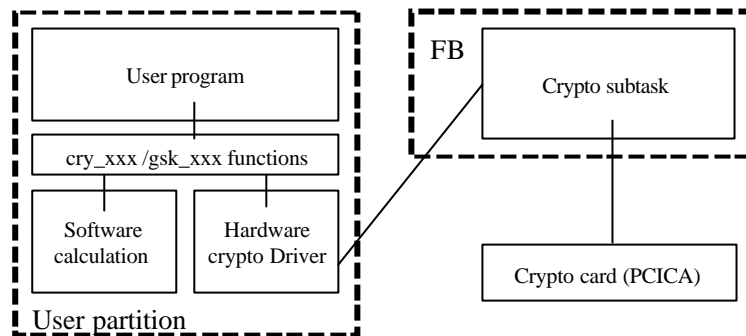 User program
cry_xxx /gsk_xxx functions
Software
calculation
Hardware
crypto Driver
User partition
FB
Crypto subtask
Crypto card (PCICA)